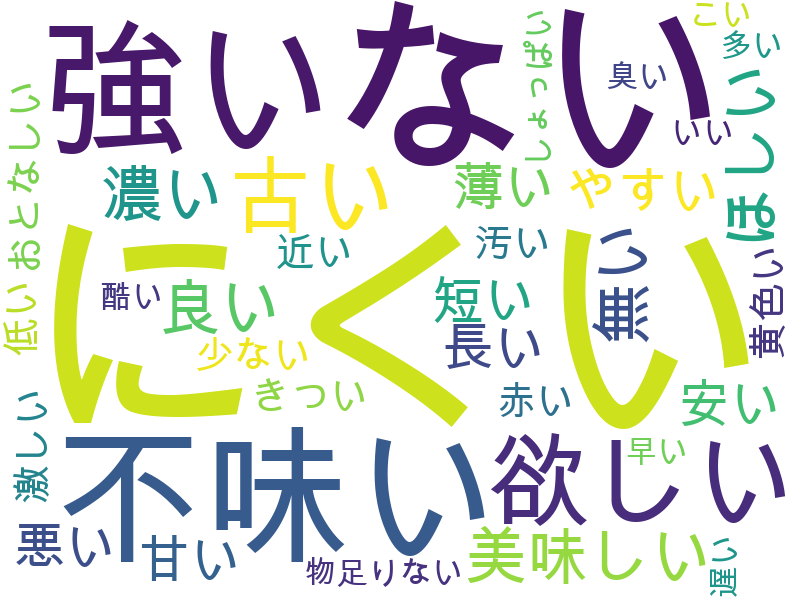 強い
ない
こい
多い
臭い
いい
しょっぱい
ほしい
おとなしい
濃い
古い
薄い
やすい
近い
汚い
無い
黄色い
にくい
酷い
良い
短い
長い
低い
少ない
きつい
赤い
安い
激しい
不味い
欲しい
早い
悪い
甘い
物足りない
美味しい
遅い